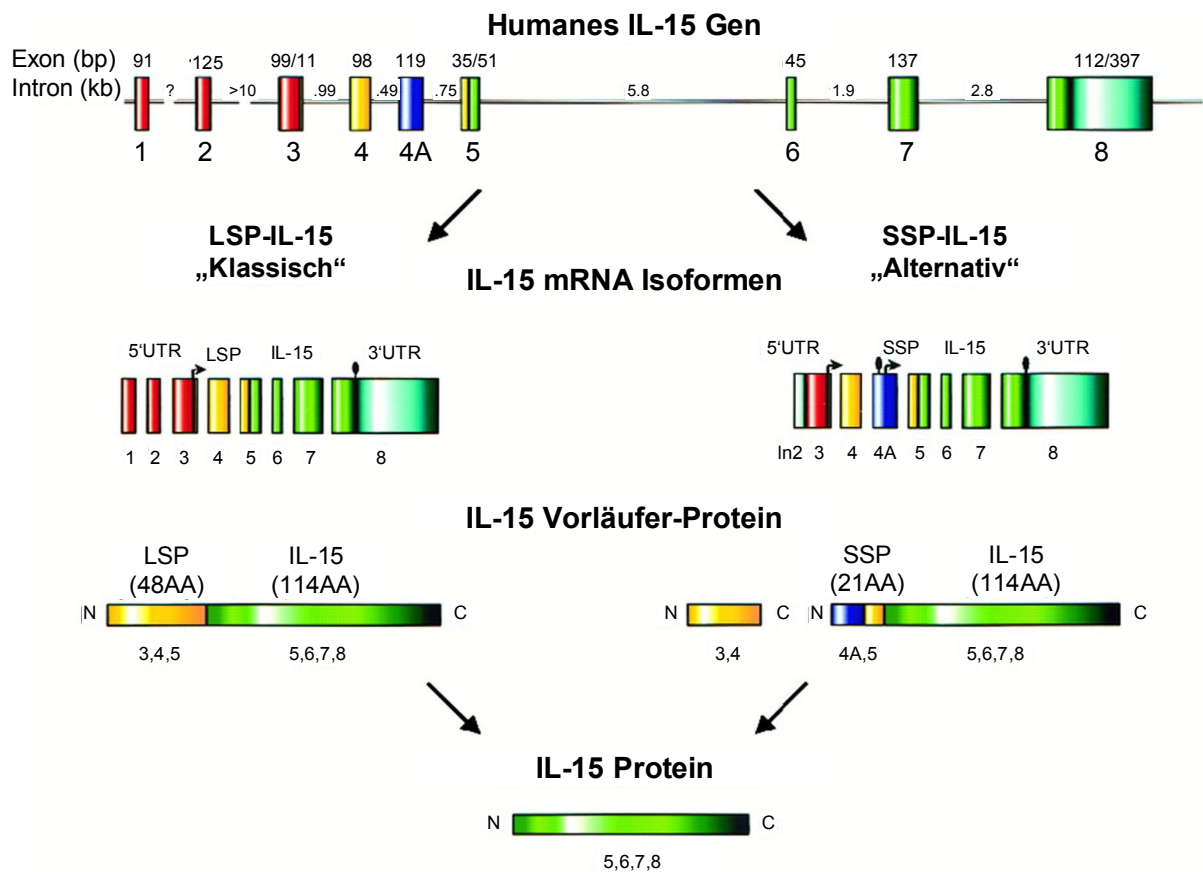 Humanes IL-15 Gen
Exon (bp) 91 '125 99/11 98 119 35/51 45 137 112/397
Intron (kb) ? >10 .99 .49 .75 5.8 1.9 2.8
1 2 3 4 4A 5 6 7 8
LSP-IL-15
„Klassisch“
SSP-IL-15
„Alternativ“
IL-15 mRNA Isoformen
5‘UTR LSP IL-15 3‘UTR
1 2 3 4 5 6 7 8
5‘UTR SSP IL-15 3‘UTR
In2 3 4 4A 5 6 7 8
IL-15 Vorläufer-Protein
LSP
(48AA)
IL-15
(114AA)
N C
3,4,5 5,6,7,8
N C
3,4
SSP
(21AA)
IL-15
(114AA)
N C
4A,5 5,6,7,8
IL-15 Protein
N C
5,6,7,8